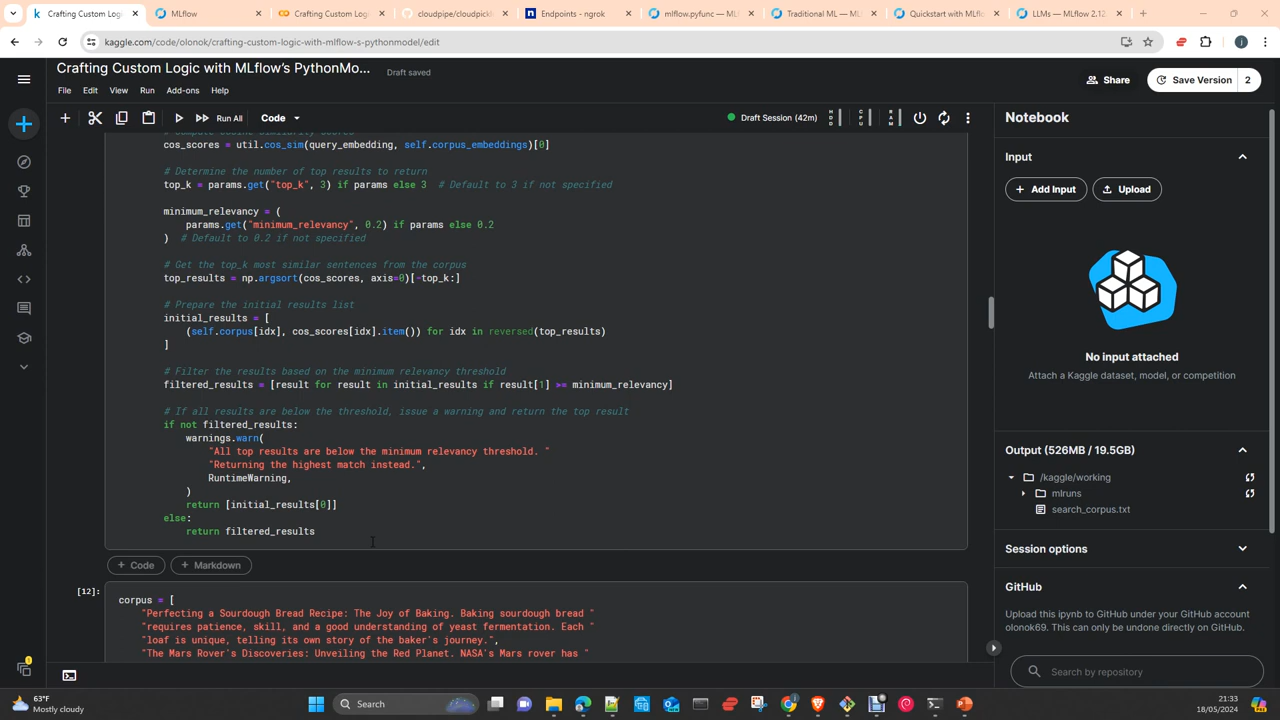 Crafting Custom Logic
MLflow
Crafting Custom Logi
cloudpipe/cloudpick
Endpoints - ngrok
mlflow.pyfunc — ML
Traditional ML — ML
Quickstart with MLfl
LLMs — MLflow 2.12
kaggle.com/code/olonok/crafting-custom-logic-with-mlflow-s-pythonmodel/edit
Crafting Custom Logic with MLflow's PythonMo...
Draft saved
Share
Save Version
2
File Edit View Run Add-ons Help
Run All
Code
Draft Session (42m)
HDD
CPU
RAM
cos_scores = util.cos_sim(query_embedding, self.corpus_embeddings)[0]
# Determine the number of top results to return
top_k = params.get("top_k", 3) if params else 3  # Default to 3 if not specified
minimum_relevancy = (
params.get("minimum_relevancy", 0.2) if params else 0.2
)  # Default to 0.2 if not specified
# Get the top_k most similar sentences from the corpus
top_results = np.argsort(cos_scores, axis=0)[-top_k:]
# Prepare the initial results list
initial_results = [
(self.corpus[idx], cos_scores[idx].item()) for idx in reversed(top_results)
]
# Filter the results based on the minimum relevancy threshold
filtered_results = [result for result in initial_results if result[1] >= minimum_relevancy]
# If all results are below the threshold, issue a warning and return the top result
if not filtered_results:
warnings.warn(
"All top results are below the minimum relevancy threshold. "
"Returning the highest match instead.",
RuntimeWarning,
)
return [initial_results[0]]
else:
return filtered_results
+ Code
+ Markdown
[12]:
corpus = [
"Perfecting a Sourdough Bread Recipe: The Joy of Baking. Baking sourdough bread "
"requires patience, skill, and a good understanding of yeast fermentation. Each "
"loaf is unique, telling its own story of the baker's journey.",
"The Mars Rover's Discoveries: Unveiling the Red Planet. NASA's Mars rover has "
Notebook
Input
+ Add Input
Upload
No input attached
Attach a Kaggle dataset, model, or competition
Output (526MB / 19.5GB)
/kaggle/working
mlruns
search_corpus.txt
Session options
GitHub
Upload this ipynb to GitHub under your GitHub account
olonok69. This can only be undone directly on GitHub.
Search by repository
63°F
Mostly cloudy
Search
21:33
18/05/2024